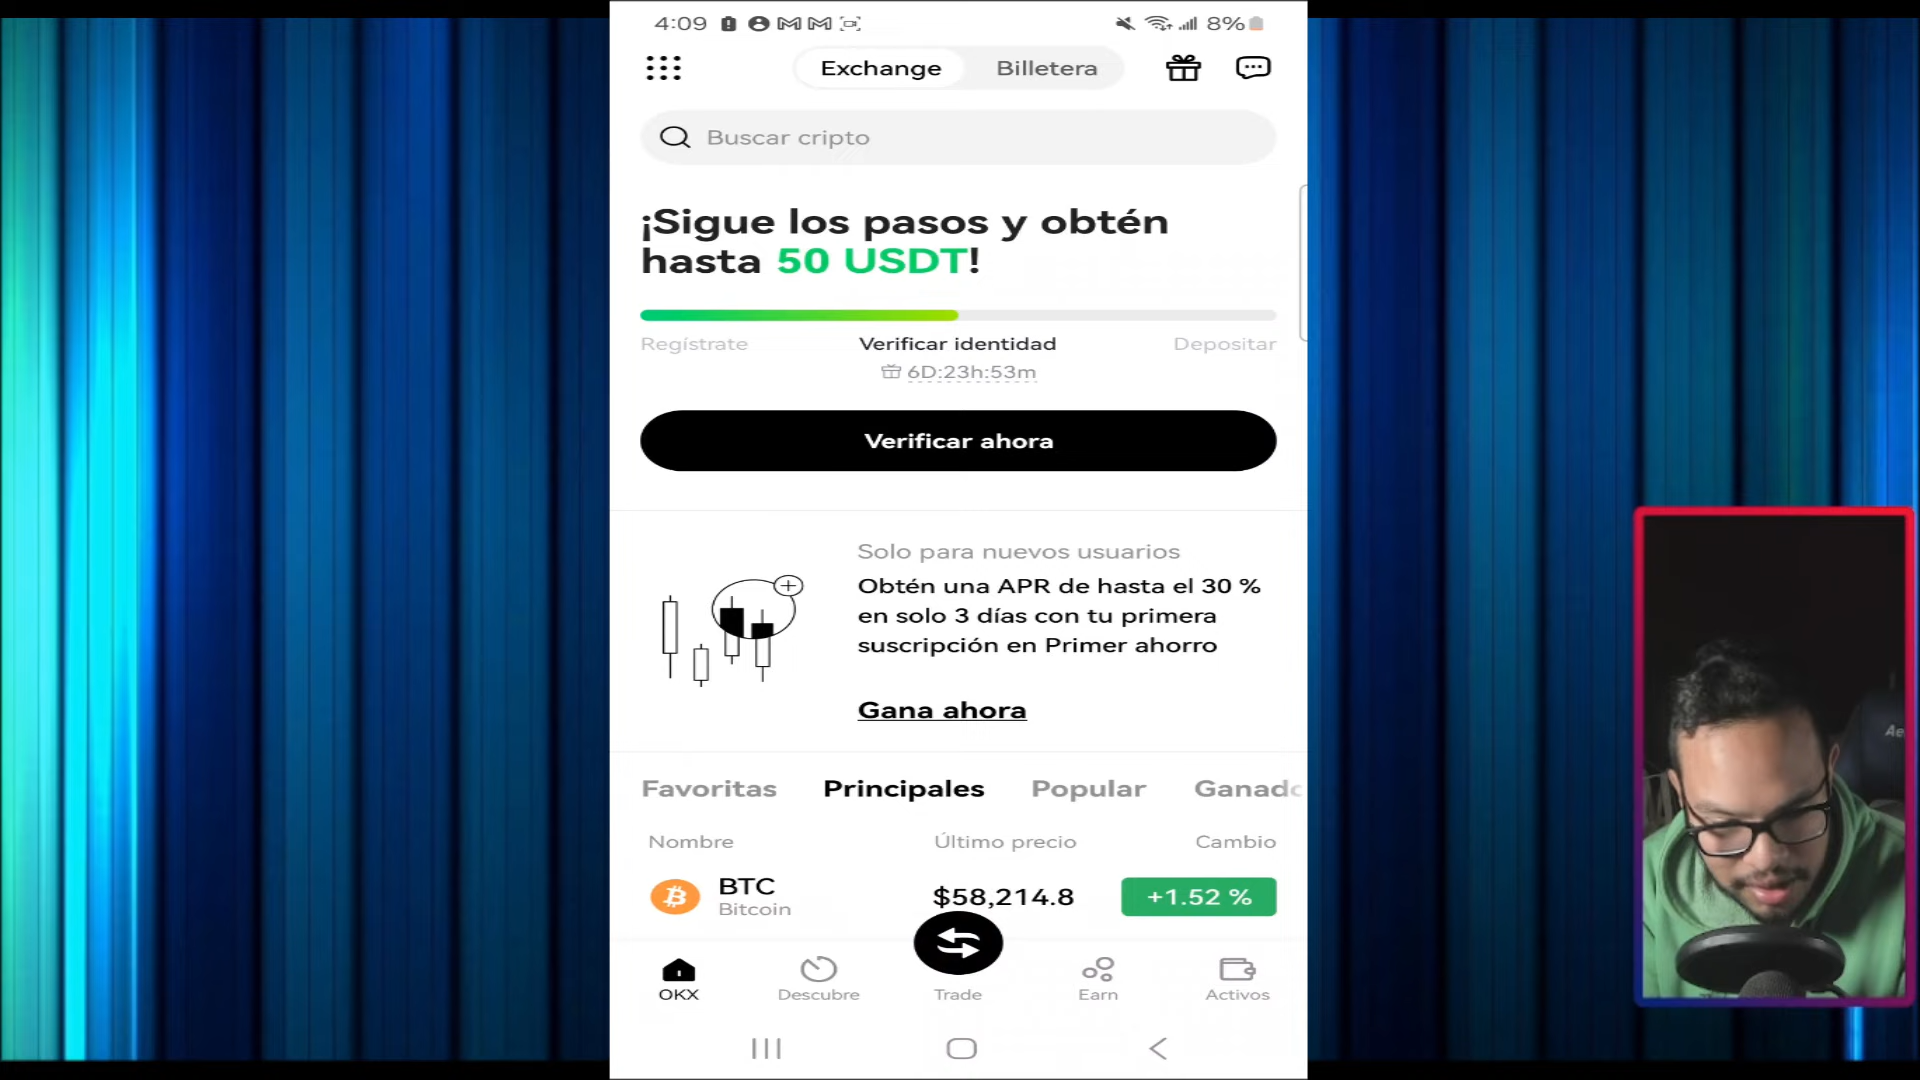 4:09
8%
Exchange
Billetera
Buscar cripto
¡Sigue los pasos y obtén
hasta 50 USDT!
Regístrate
Verificar identidad
Depositar
6D:23h:53m
Verificar ahora
Solo para nuevos usuarios
Obtén una APR de hasta el 30 %
en solo 3 días con tu primera
suscripción en Primer ahorro
Gana ahora
Favoritas
Principales
Popular
Ganado
Nombre
Último precio
Cambio
BTC
Bitcoin
$58,214.8
+1.52 %
OKX
Descubre
Trade
Earn
Activos